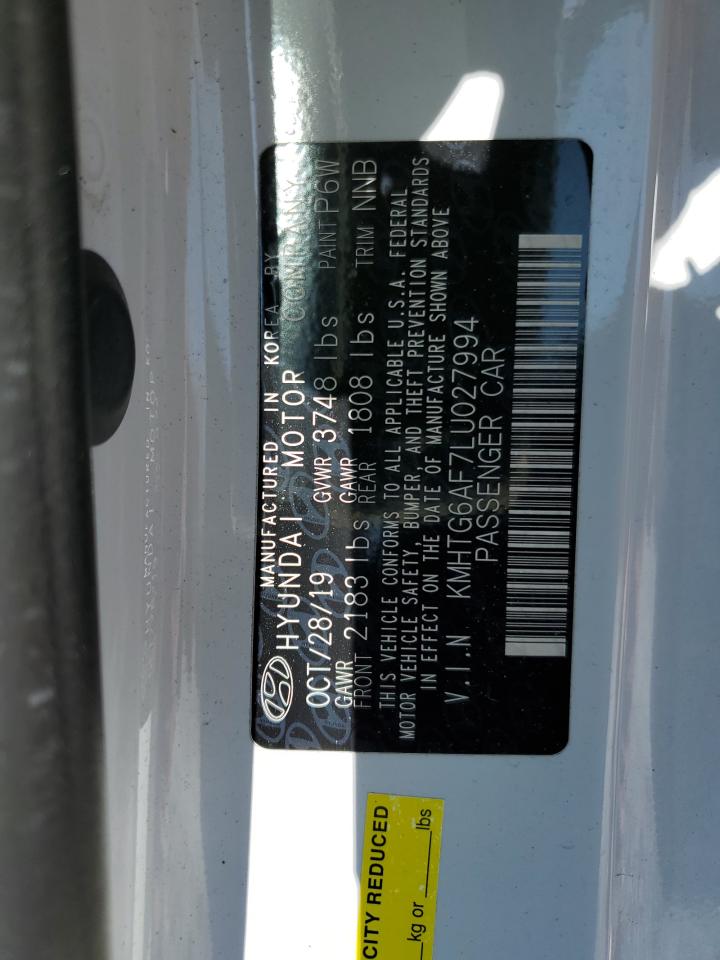 MANUFACTURED IN KOREA BY
HYUNDAI MOTOR COMPANY
OCT/28/19 GVWR 3748 lbs PAINT P6W
GAWR GAWR
FRONT 2183 lbs REAR 1808 lbs TRIM NNB
THIS VEHICLE CONFORMS TO ALL APPLICABLE U.S.A. FEDERAL
MOTOR VEHICLE SAFETY, BUMPER AND THEFT PREVENTION STANDARDS
IN EFFECT ON THE DATE OF MANUFACTURE SHOWN ABOVE
V.I.N KMHTG6AF7LU027994
PASSENGER CAR
CITY REDUCED
kg or ____lbs